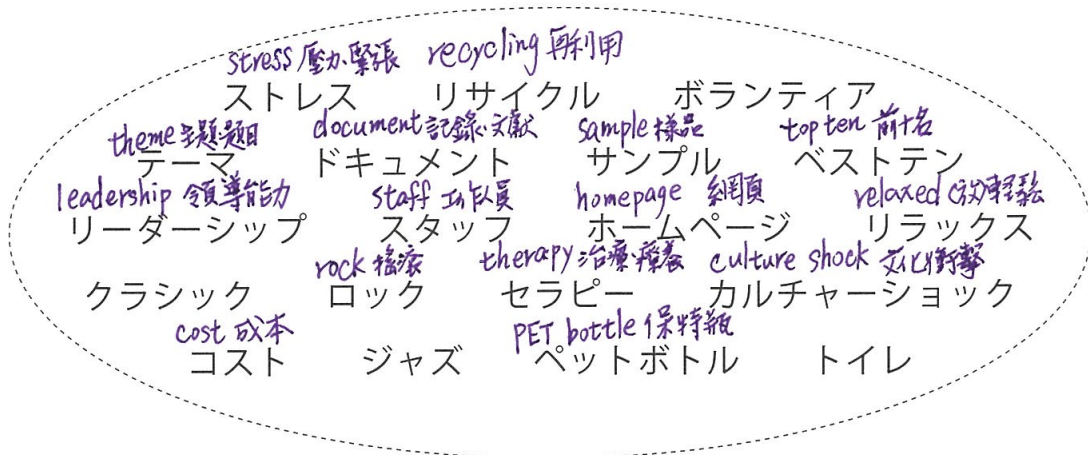 stress 壓力、緊張 recycling 再利用
ストレス リサイクル ボランティア
theme 主題、題目 document 記錄、文獻 sample 樣品 top ten 前十名
テーマ ドキュメント サンプル ベストテン
leadership 領導能力 staff 工作員 homepage 網頁 relaxed 輕鬆
リーダーシップ スタッフ ホームページ リラックス
rock 搖滾 therapy 治療、療養 culture shock 文化衝擊
クラシック ロック セラピー カルチャーショック
cost 成本 PET bottle 保特瓶
コスト ジャズ ペットボトル トイレ